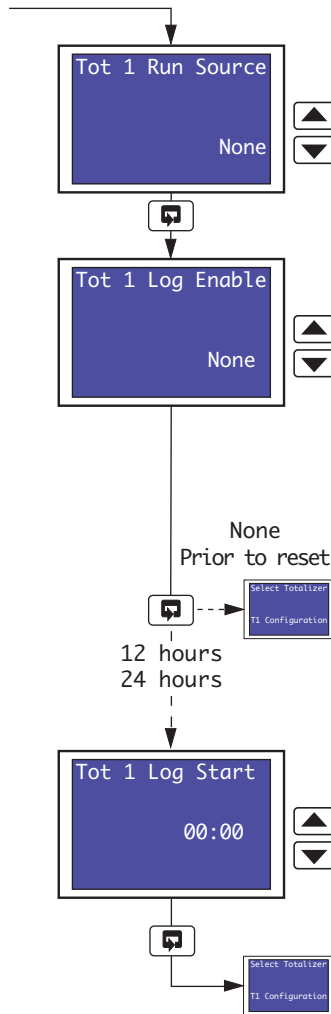 Tot 1 Run Source
None
Tot 1 Log Enable
None
None
Prior to reset
Select Totalizer
T1 Configuration
12 hours
24 hours
Tot 1 Log Start
00:00
Select Totalizer
T1 Configuration